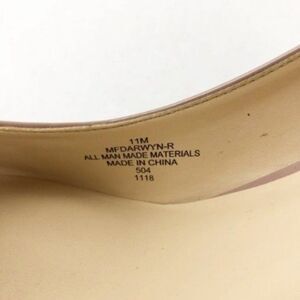 11M
MFDARWYN-R
ALL MAN MADE MATERIALS
MADE IN CHINA
504
1118